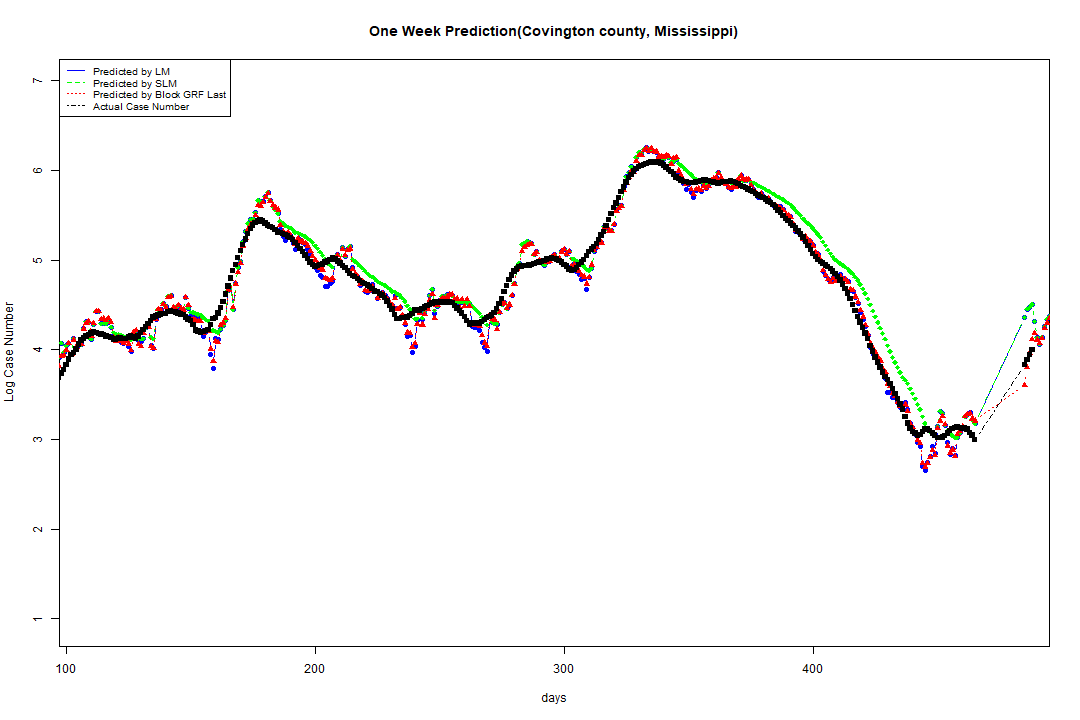 One Week Prediction(Covington county, Mississippi)
Predicted by LM
Predicted by SLM
Predicted by Block GRF Last
Actual Case Number
7
6
5
4
3
2
1
Log Case Number
100 200 300 400
days